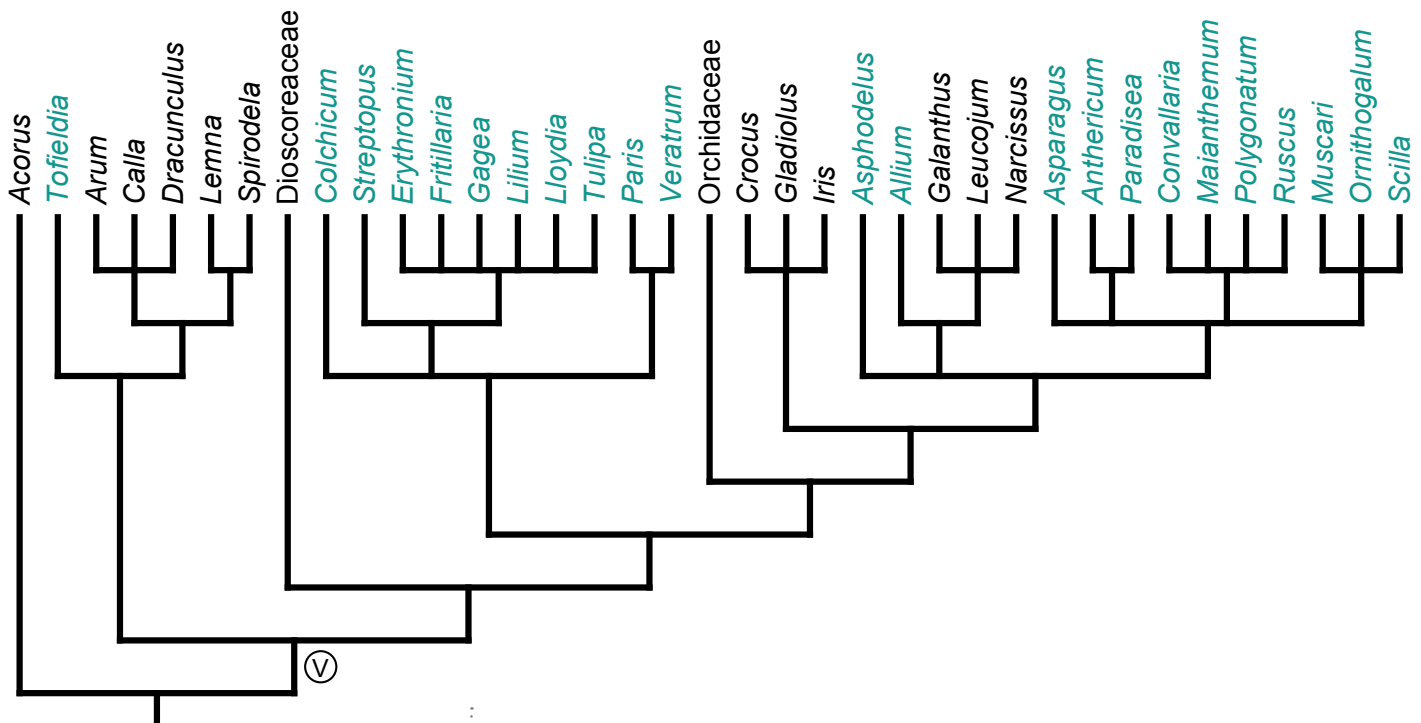 Acorus
Tofieldia
Arum
Calla
Dracunculus
Lemna
Spirodela
Dioscoreaceae
Colchicum
Streptopus
Erythronium
Fritillaria
Gagea
Lilium
Lloydia
Tulipa
Paris
Veratrum
Orchidaceae
Crocus
Gladiolus
Iris
Asphodelus
Allium
Galanthus
Leucojum
Narcissus
Asparagus
Anthericum
Paradisea
Convallaria
Maianthemum
Polygonatum
Ruscus
Muscari
Ornithogalum
Scilla
V